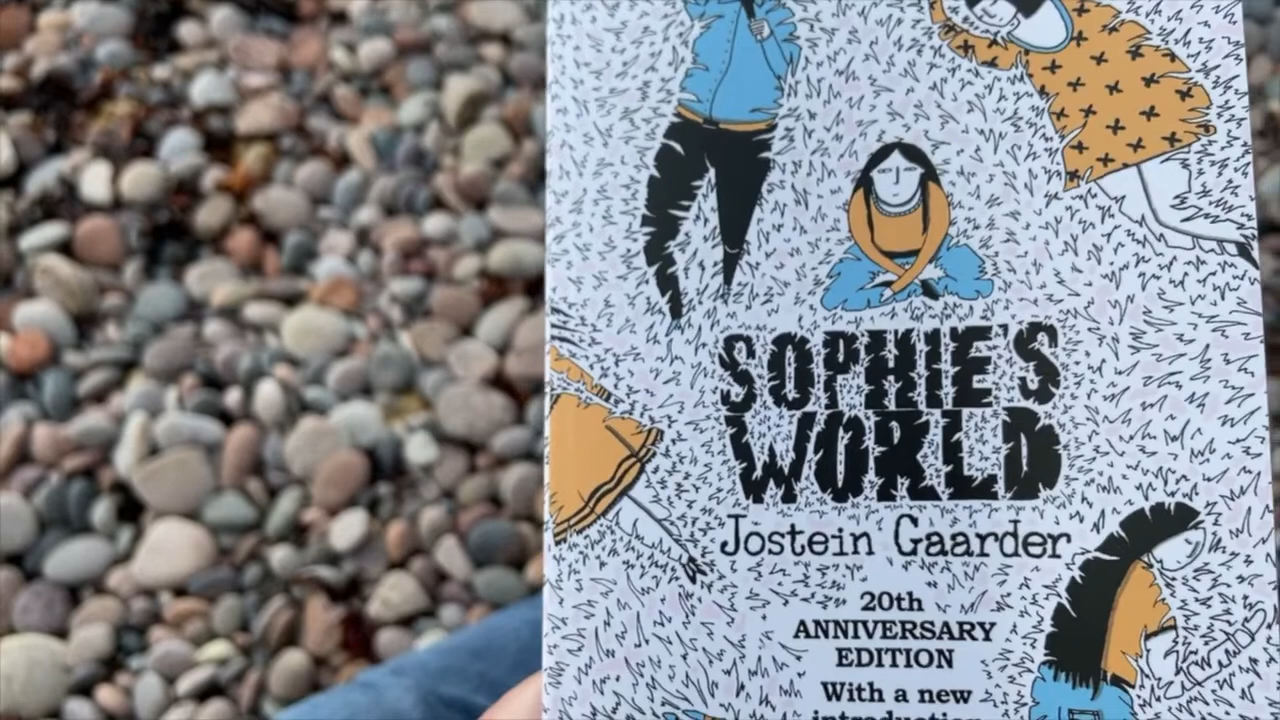 SOPHIE'S
WORLD
Jostein Gaarder
20th
ANNIVERSARY
EDITION
With a new
introduction